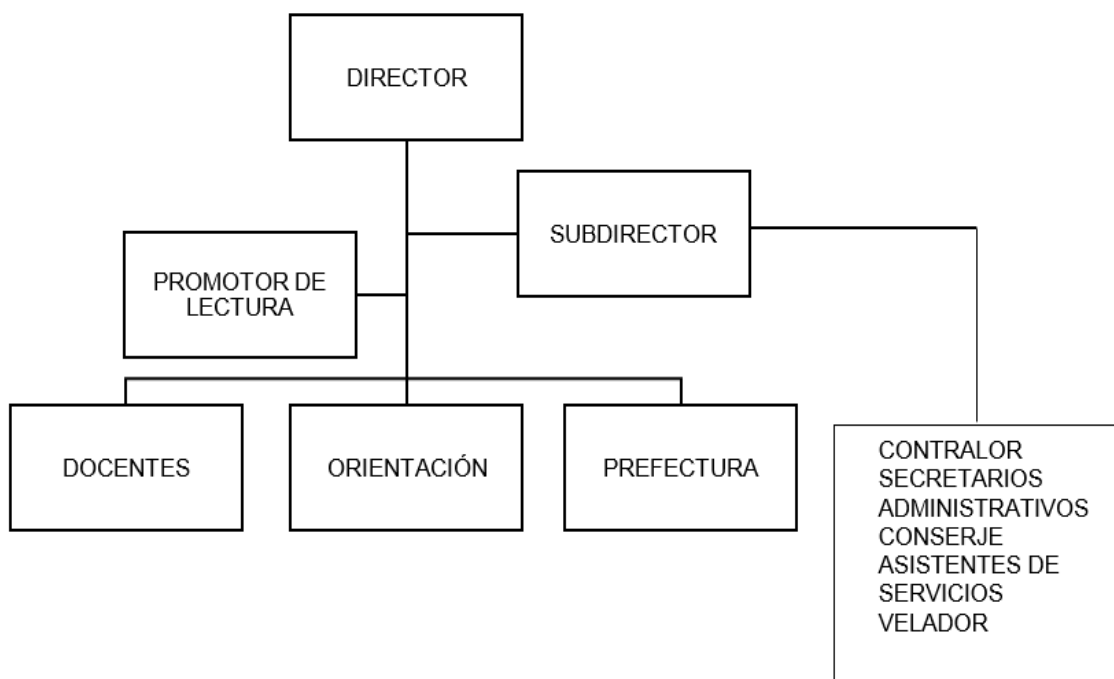 DIRECTOR
SUBDIRECTOR
PROMOTOR DE
LECTURA
DOCENTES
ORIENTACIÓN
PREFECTURA
CONTRALOR
SECRETARIOS
ADMINISTRATIVOS
CONSERJE
ASISTENTES DE
SERVICIOS
VELADOR